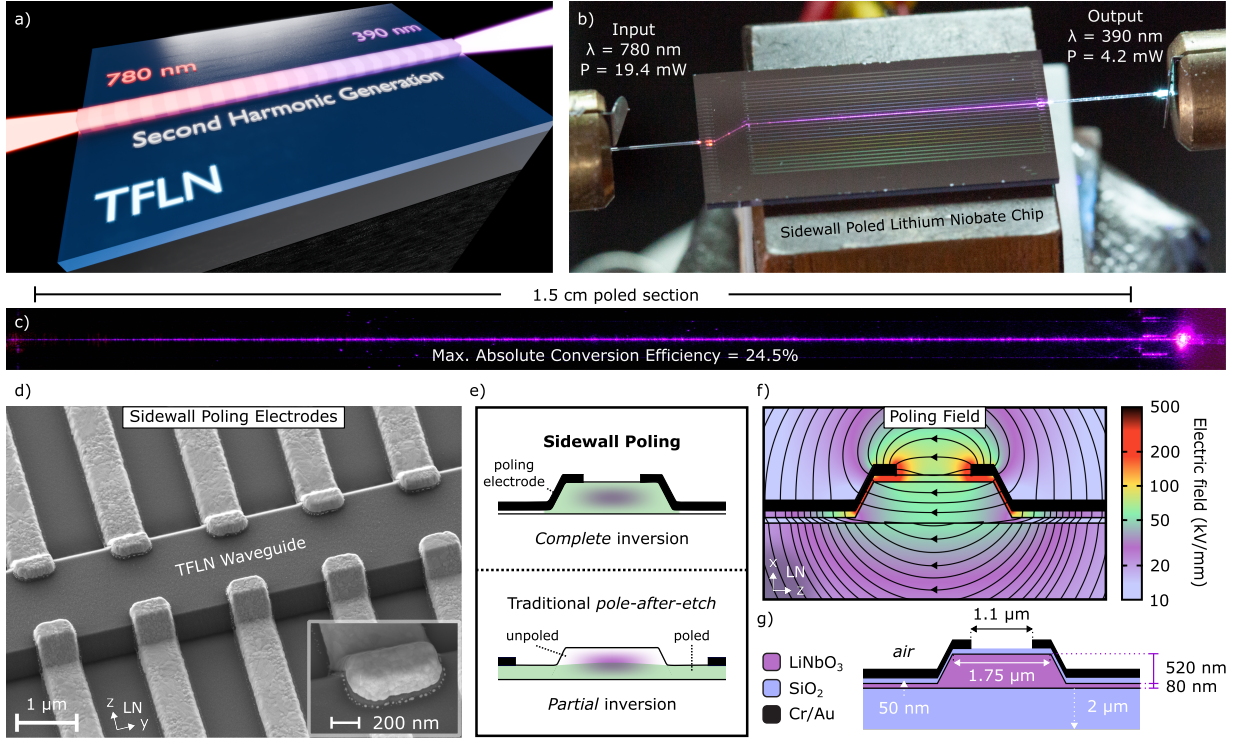 a)
780 nm
390 nm
Second Harmonic Generation
TFLN
b)
Input
λ = 780 nm
P = 19.4 mW
Output
λ = 390 nm
P = 4.2 mW
Sidewall Poled Lithium Niobate Chip
1.5 cm poled section
c)
Max. Absolute Conversion Efficiency = 24.5%
d)
Sidewall Poling Electrodes
TFLN Waveguide
1 µm
z
LN
y
200 nm
e)
Sidewall Poling
poling
electrode
Complete inversion
Traditional pole-after-etch
unpoled
poled
Partial inversion
f)
Poling Field
x
LN
z
500
200
100
50
20
10
Electric field (kV/mm)
g)
1.1 µm
air
LiNbO₃
SiO₂
Cr/Au
1.75 µm
520 nm
80 nm
50 nm
2 µm